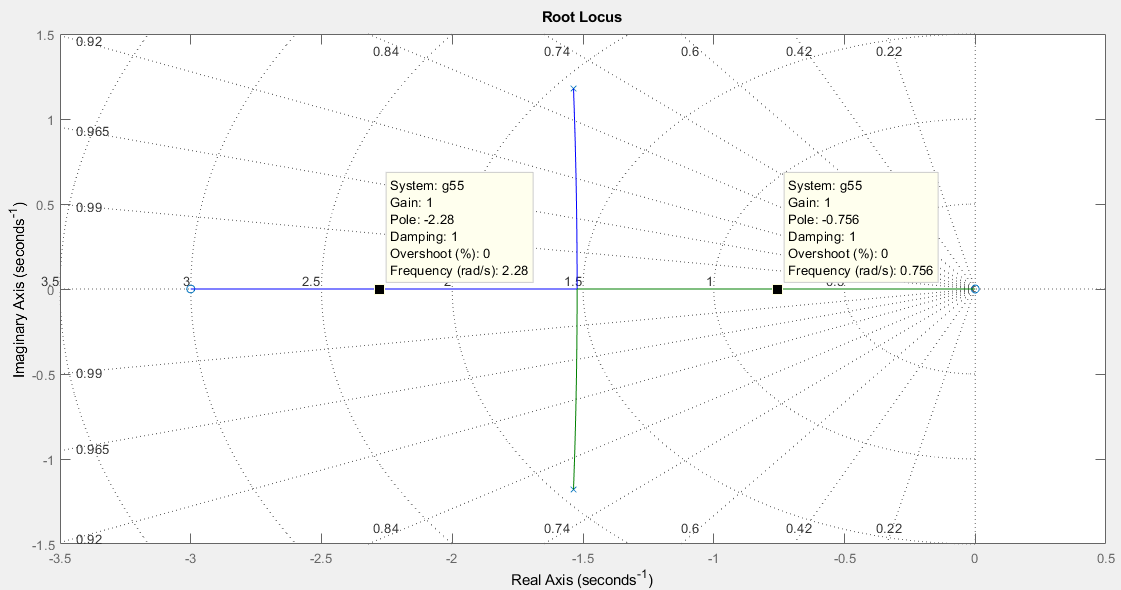 Root Locus
1.5
0.92
0.84
0.74
0.6
0.42
0.22
1
0.965
0.5
0.99
System: g55
Gain: 1
Pole: -2.28
Damping: 1
Overshoot (%): 0
Frequency (rad/s): 2.28
System: g55
Gain: 1
Pole: -0.756
Damping: 1
Overshoot (%): 0
Frequency (rad/s): 0.756
Imaginary Axis (seconds-1)
0
3.5
3
2.5
2
1.5
1
0.5
-0.5
0.99
-1
0.965
-1.5
0.92
0.84
0.74
0.6
0.42
0.22
-3.5
-3
-2.5
-2
-1.5
-1
-0.5
0
0.5
Real Axis (seconds-1)